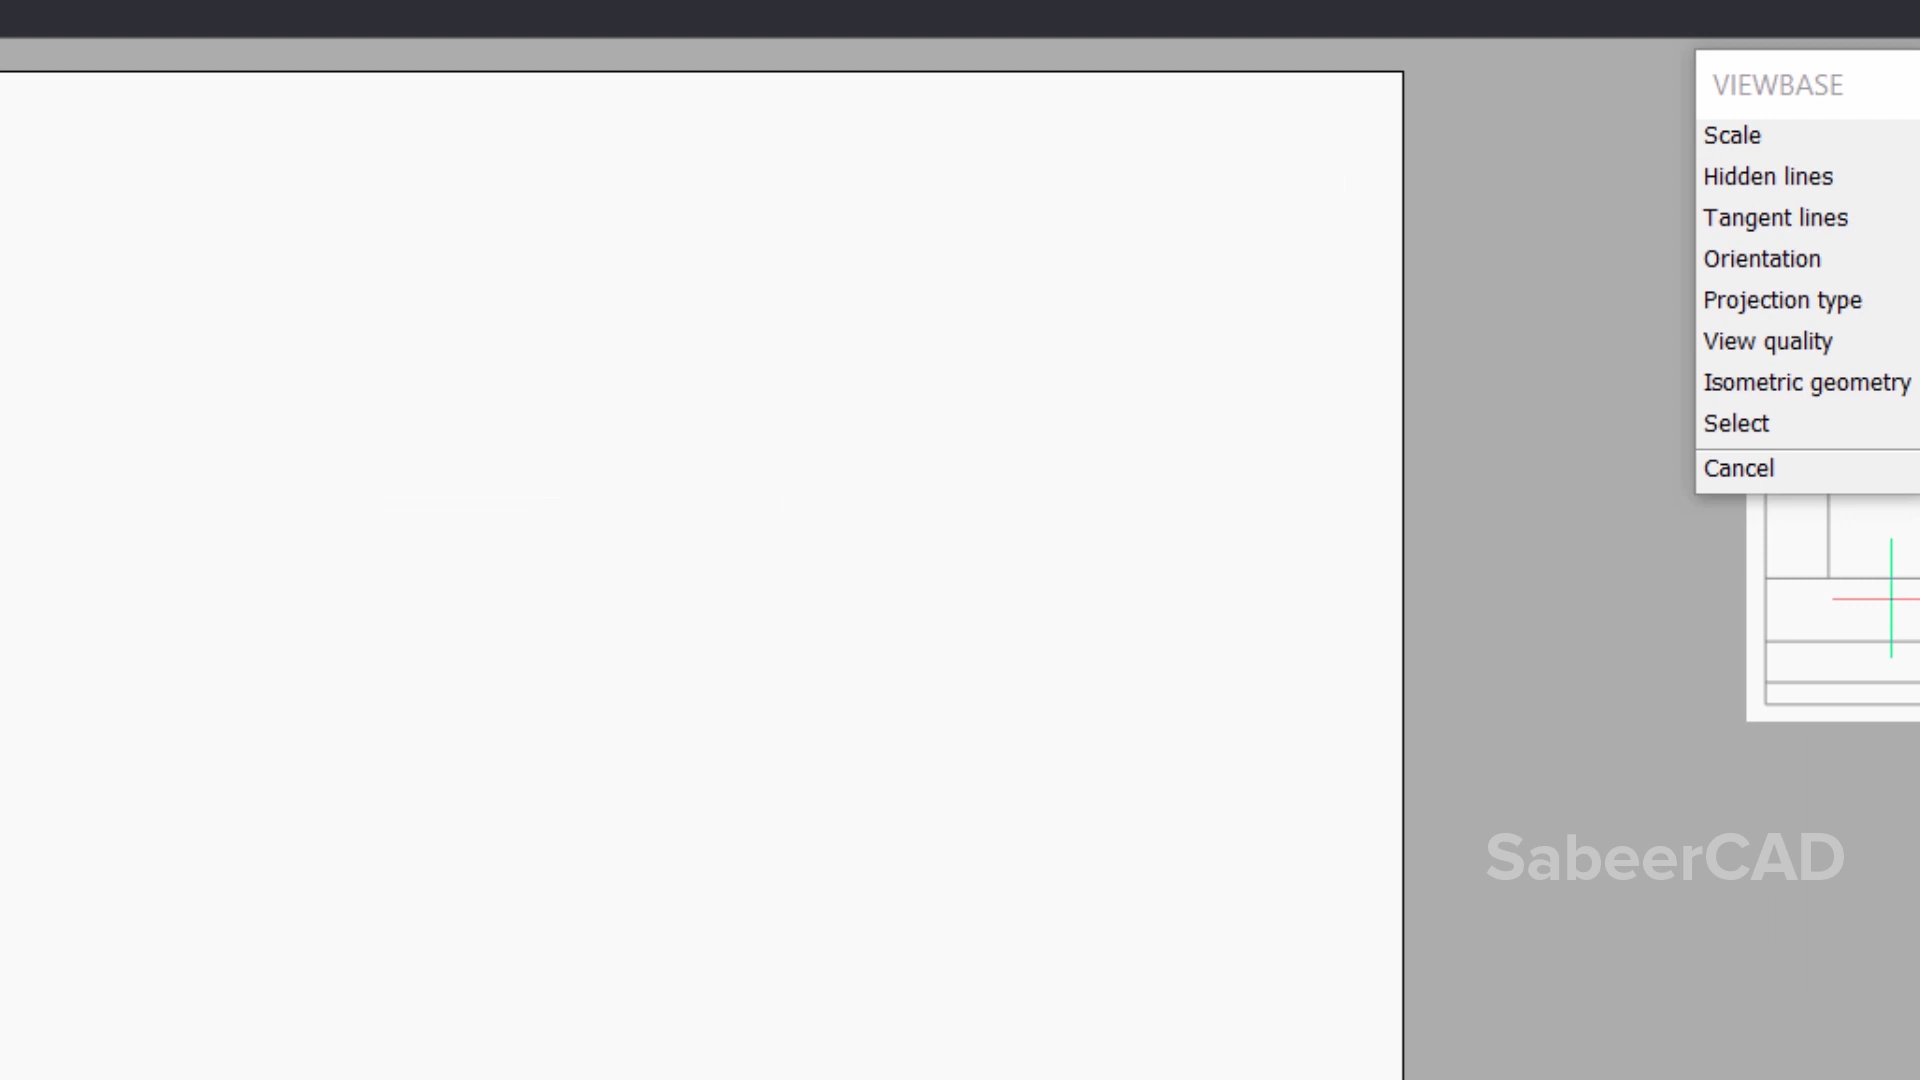 VIEWBASE
Scale
Hidden lines
Tangent lines
Orientation
Projection type
View quality
Isometric geometry
Select
Cancel
SabeerCAD